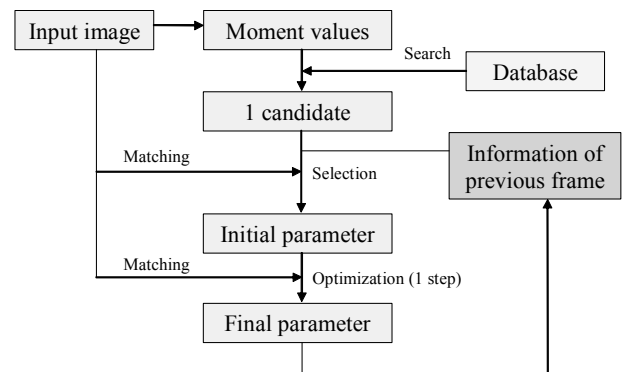 Input image
Moment values
Search
Database
1 candidate
Matching
Selection
Information of
previous frame
Initial parameter
Matching
Optimization (1 step)
Final parameter